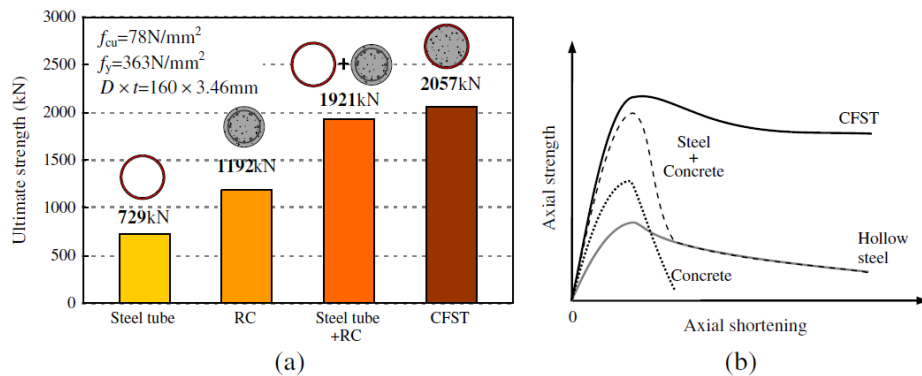 3000
2500
2000
1500
1000
500
0
Ultimate strength (kN)
f_cu=78N/mm²
f_y=363N/mm²
D × t=160 × 3.46mm
729kN
1192kN
+
1921kN
2057kN
Steel tube
RC
Steel tube
+RC
CFST
(a)
Axial strength
CFST
Steel
+
Concrete
Hollow
steel
Concrete
0
Axial shortening
(b)